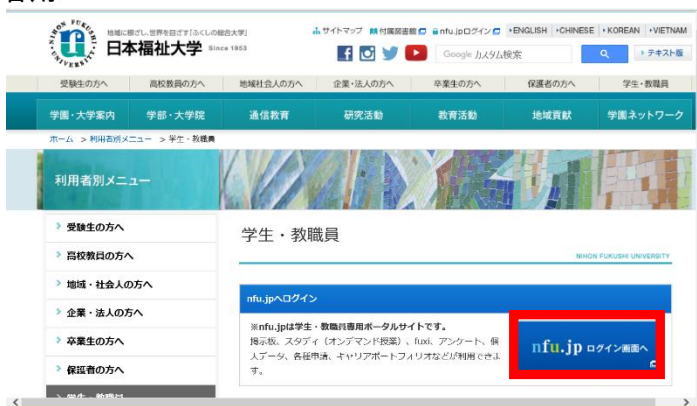 地域に根ざし、世界を目ざす『ふくしの総合大学』
サイトマップ 付属図書館 nfu.jpログイン ENGLISH CHINESE KOREAN VIETNAM
日本福祉大学 Since 1953
Google カスタム検索 テキスト版
受験生の方へ 高校教員の方へ 地域社会人の方へ 企業・法人の方へ 卒業生の方へ 保護者の方へ 学生・教職員
学園・大学案内 学部・大学院 通信教育 研究活動 教育活動 地域貢献 学園ネットワーク
ホーム > 利用者別メニュー > 学生・教職員
利用者別メニュー
受験生の方へ
高校教員の方へ
地域・社会人の方へ
企業・法人の方へ
卒業生の方へ
保護者の方へ
学生・教職員
学生・教職員
NIHON FUKUSHI UNIVERSITY
nfu.jpへログイン
※nfu.jpは学生・教職員専用ポータルサイトです。
掲示板、スタディ（オンデマンド授業）、fuxi、アンケート、個
人データ、各種申請、キャリアポートフォリオなどが利用できま
す。
nfu.jp ログイン画面へ